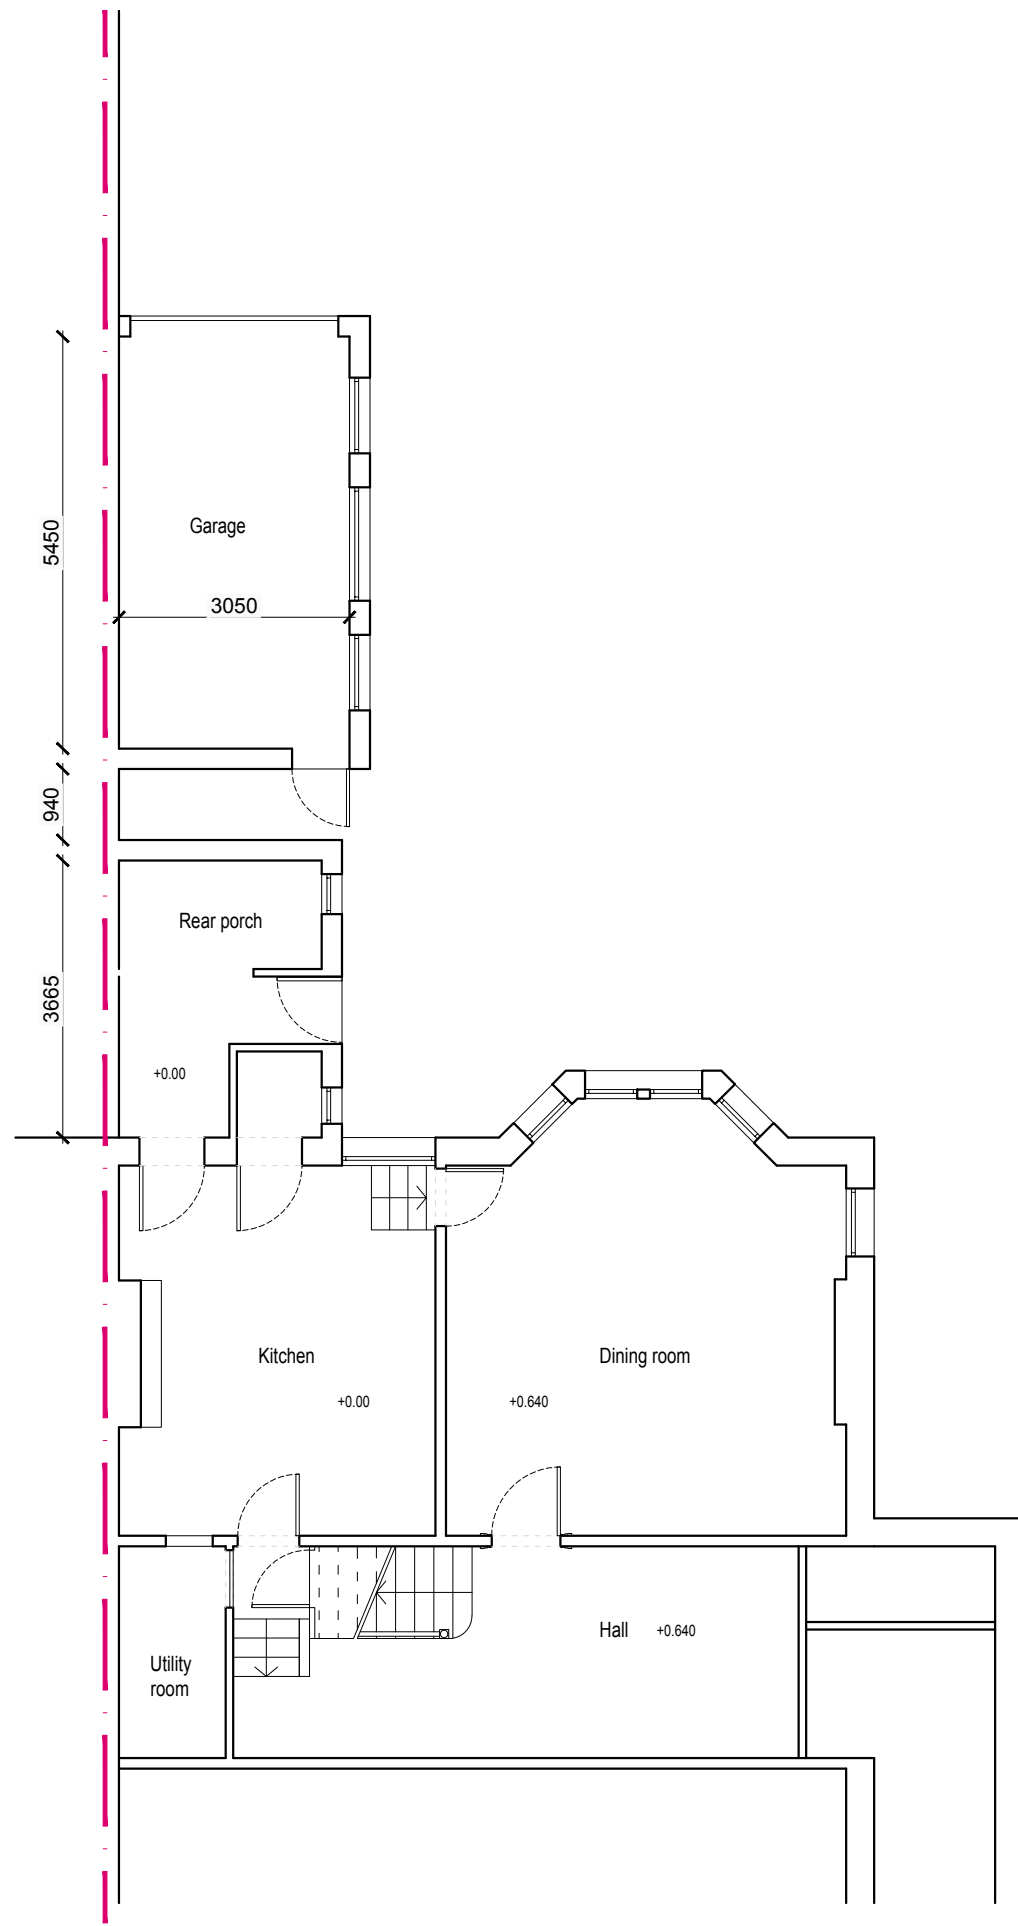 Garage
5450
3050
940
Rear porch
3665
+0.00
Kitchen
Dining room
+0.00
+0.640
Hall
+0.640
Utility
room